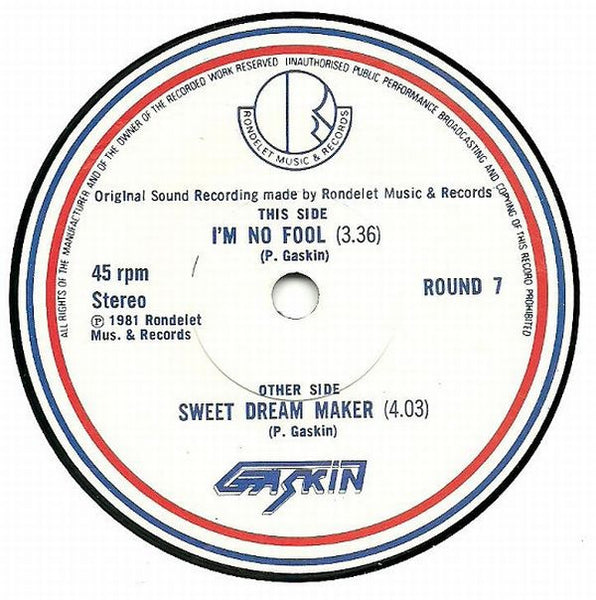 ALL RIGHTS OF THE MANUFACTURER AND OF THE OWNER OF THE RECORDED WORK RESERVED UNAUTHORISED PUBLIC PERFORMANCE BROADCASTING AND COPYING OF THIS RECORD PROHIBITED
R
RONDELET MUSIC & RECORDS
Original Sound Recording made by Rondelet Music & Records
THIS SIDE
I'M NO FOOL (3.36)
(P. Gaskin)
45 rpm
Stereo
℗ 1981 Rondelet
Mus. & Records
ROUND 7
OTHER SIDE
SWEET DREAM MAKER (4.03)
(P. Gaskin)
GASKIN